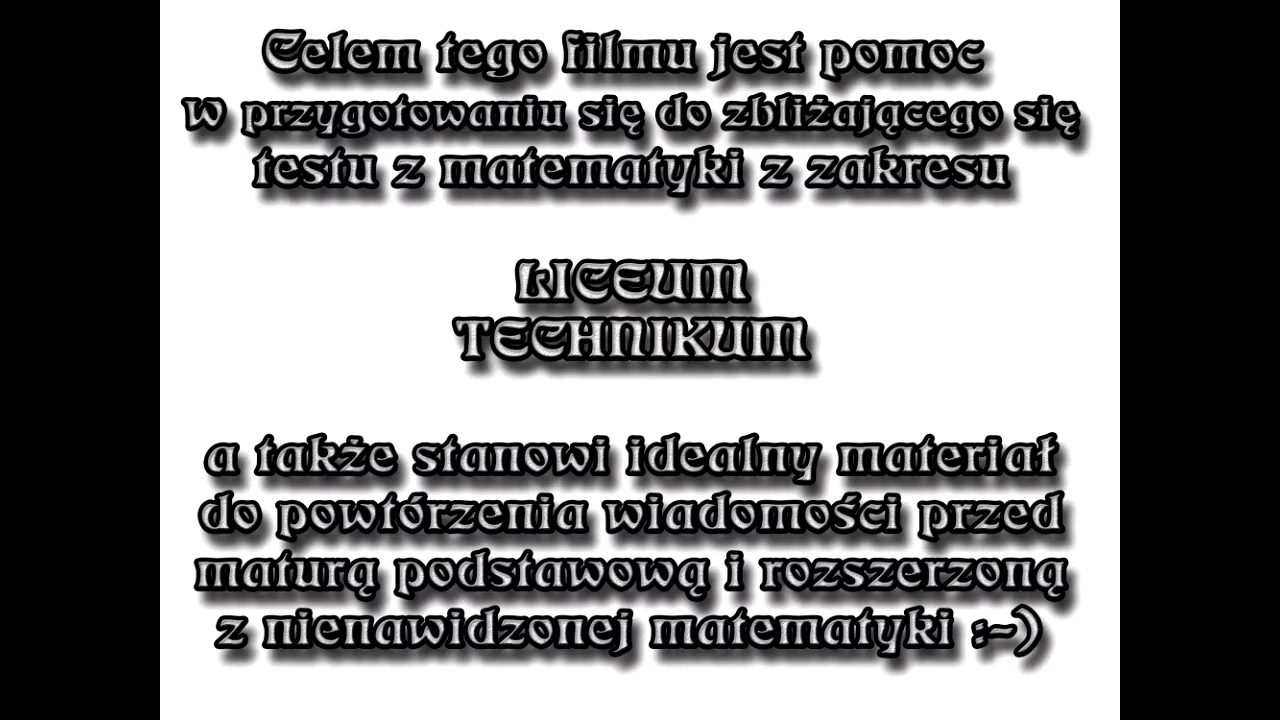 Celem tego filmu jest pomoc
w przygotowaniu się do zbliżającego się
testu z matematyki z zakresu
LICEUM
TECHNIKUM
a także stanowi idealny materiał
do powtórzenia wiadomości przed
maturą podstawową i rozszerzoną
z nienawidzonej matematyki :-)